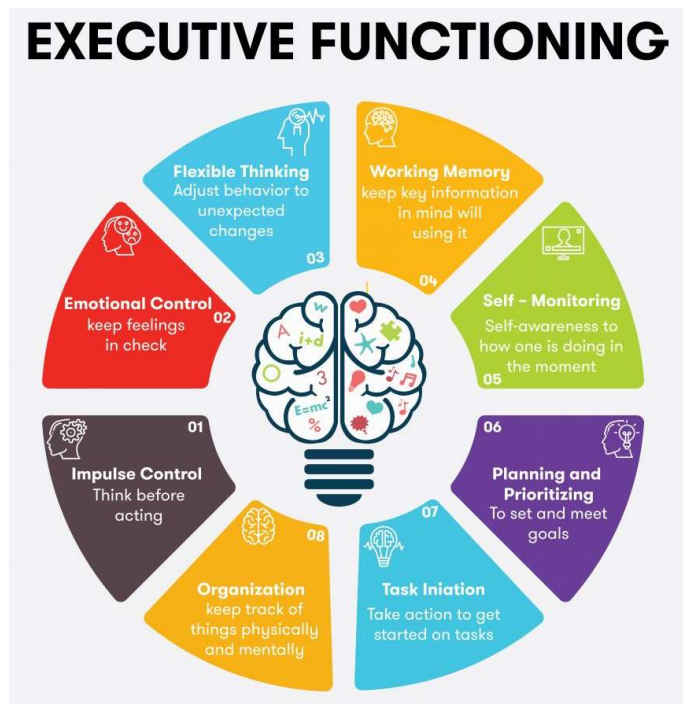 EXECUTIVE FUNCTIONING
01
Impulse Control
Think before
acting
Emotional Control
02
keep feelings
in check
Flexible Thinking
Adjust behavior to
unexpected
changes
03
Working Memory
keep key information
in mind will
using it
04
Self – Monitoring
Self-awareness to
how one is doing in
the moment
05
06
Planning and
Prioritizing
To set and meet
goals
07
Task Iniation
Take action to get
started on tasks
08
Organization
keep track of
things physically
and mentally
W
A
i+d
3
E=mc²
%